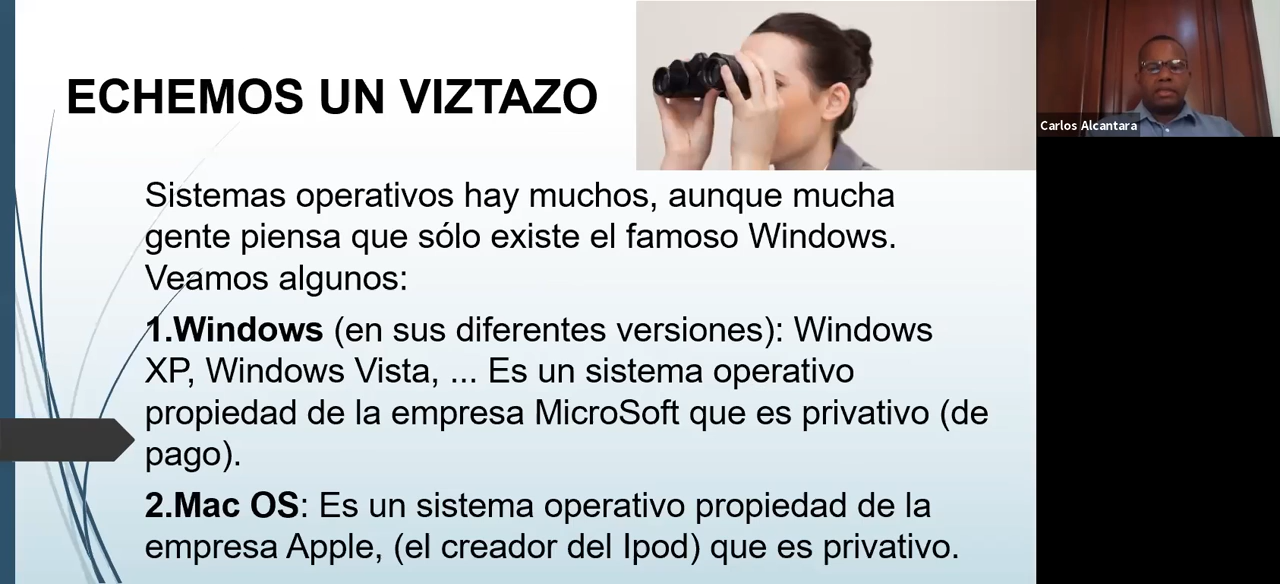 ECHEMOS UN VIZTAZO
Carlos Alcantara
Sistemas operativos hay muchos, aunque mucha
gente piensa que sólo existe el famoso Windows.
Veamos algunos:
1.Windows (en sus diferentes versiones): Windows
XP, Windows Vista, ... Es un sistema operativo
propiedad de la empresa MicroSoft que es privativo (de
pago).
2.Mac OS: Es un sistema operativo propiedad de la
empresa Apple, (el creador del Ipod) que es privativo.